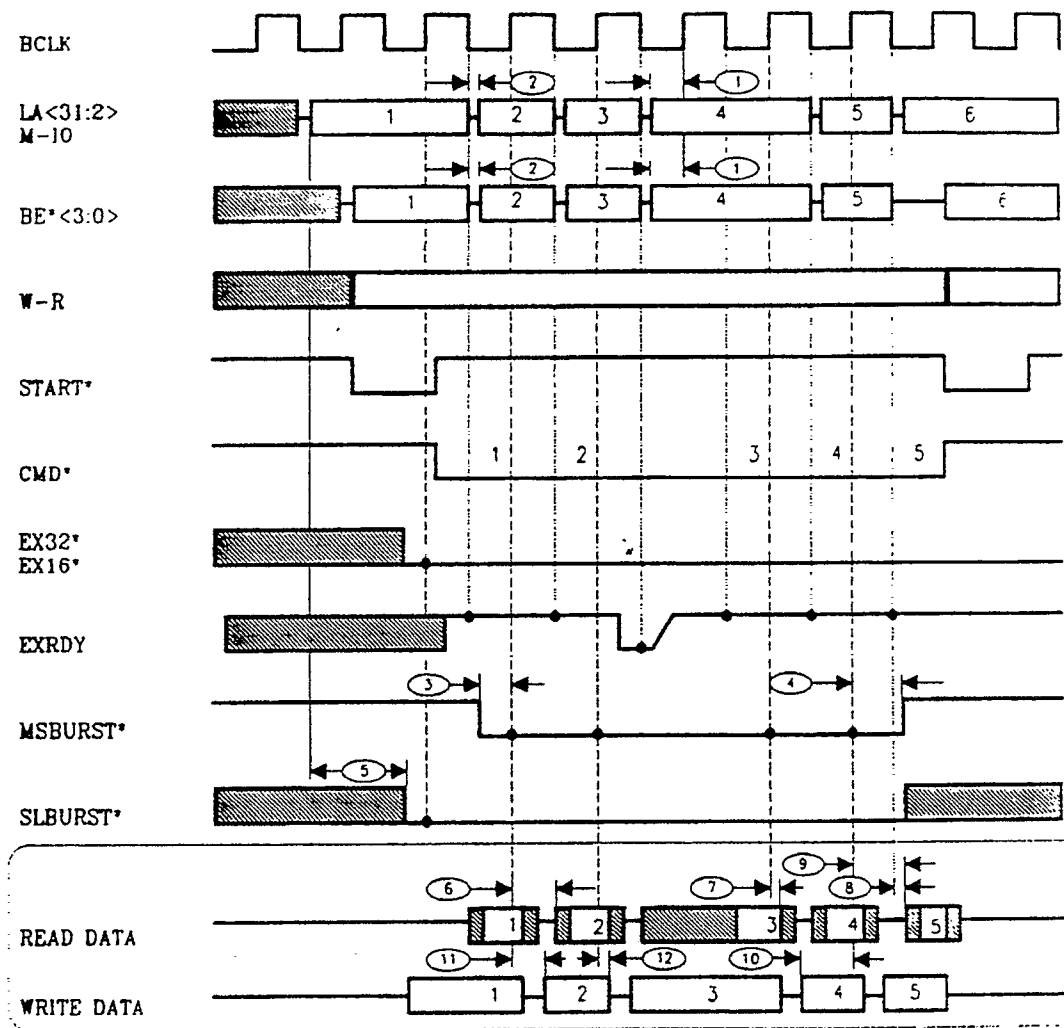 BCLK
2 1
LA<31:2> 1 2 3 4 5 6
M-IO
2 1
BE*<3:0> 1 2 3 4 5 6
W-R
START*
CMD* 1 2 3 4 5
EX32*
EX16*
EXRDY
3 4
MSBURST*
5
SLBURST*
9
6 7 8
READ DATA 1 2 3 4 5
11 12 10
WRITE DATA 1 2 3 4 5